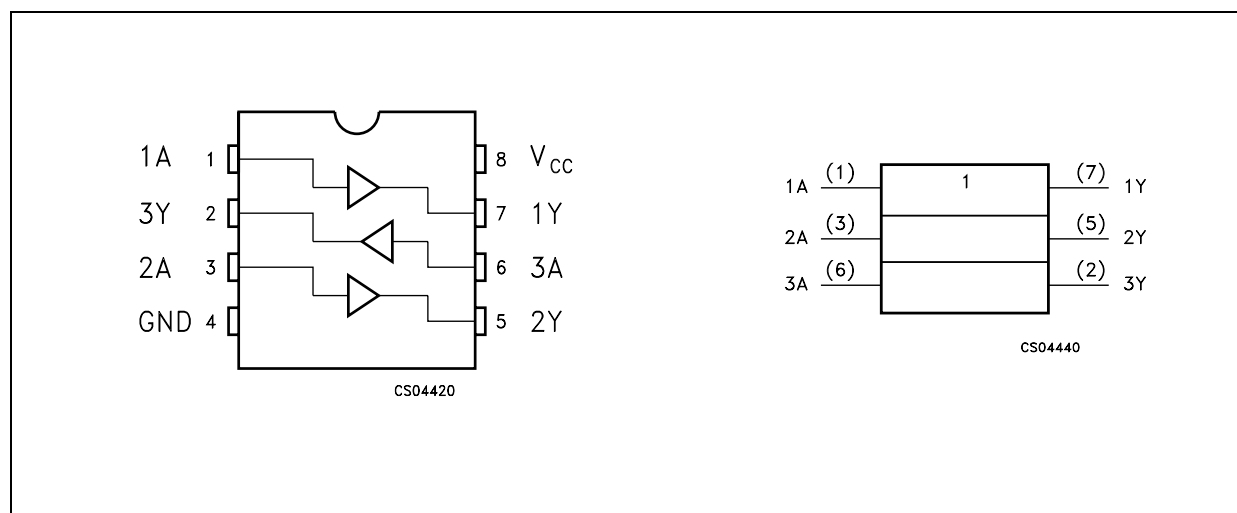 1A 1 8 VCC
3Y 2 7 1Y
2A 3 6 3A
GND 4 5 2Y
CS04420
1A (1) 1 (7) 1Y
2A (3) (5) 2Y
3A (6) (2) 3Y
CS04440